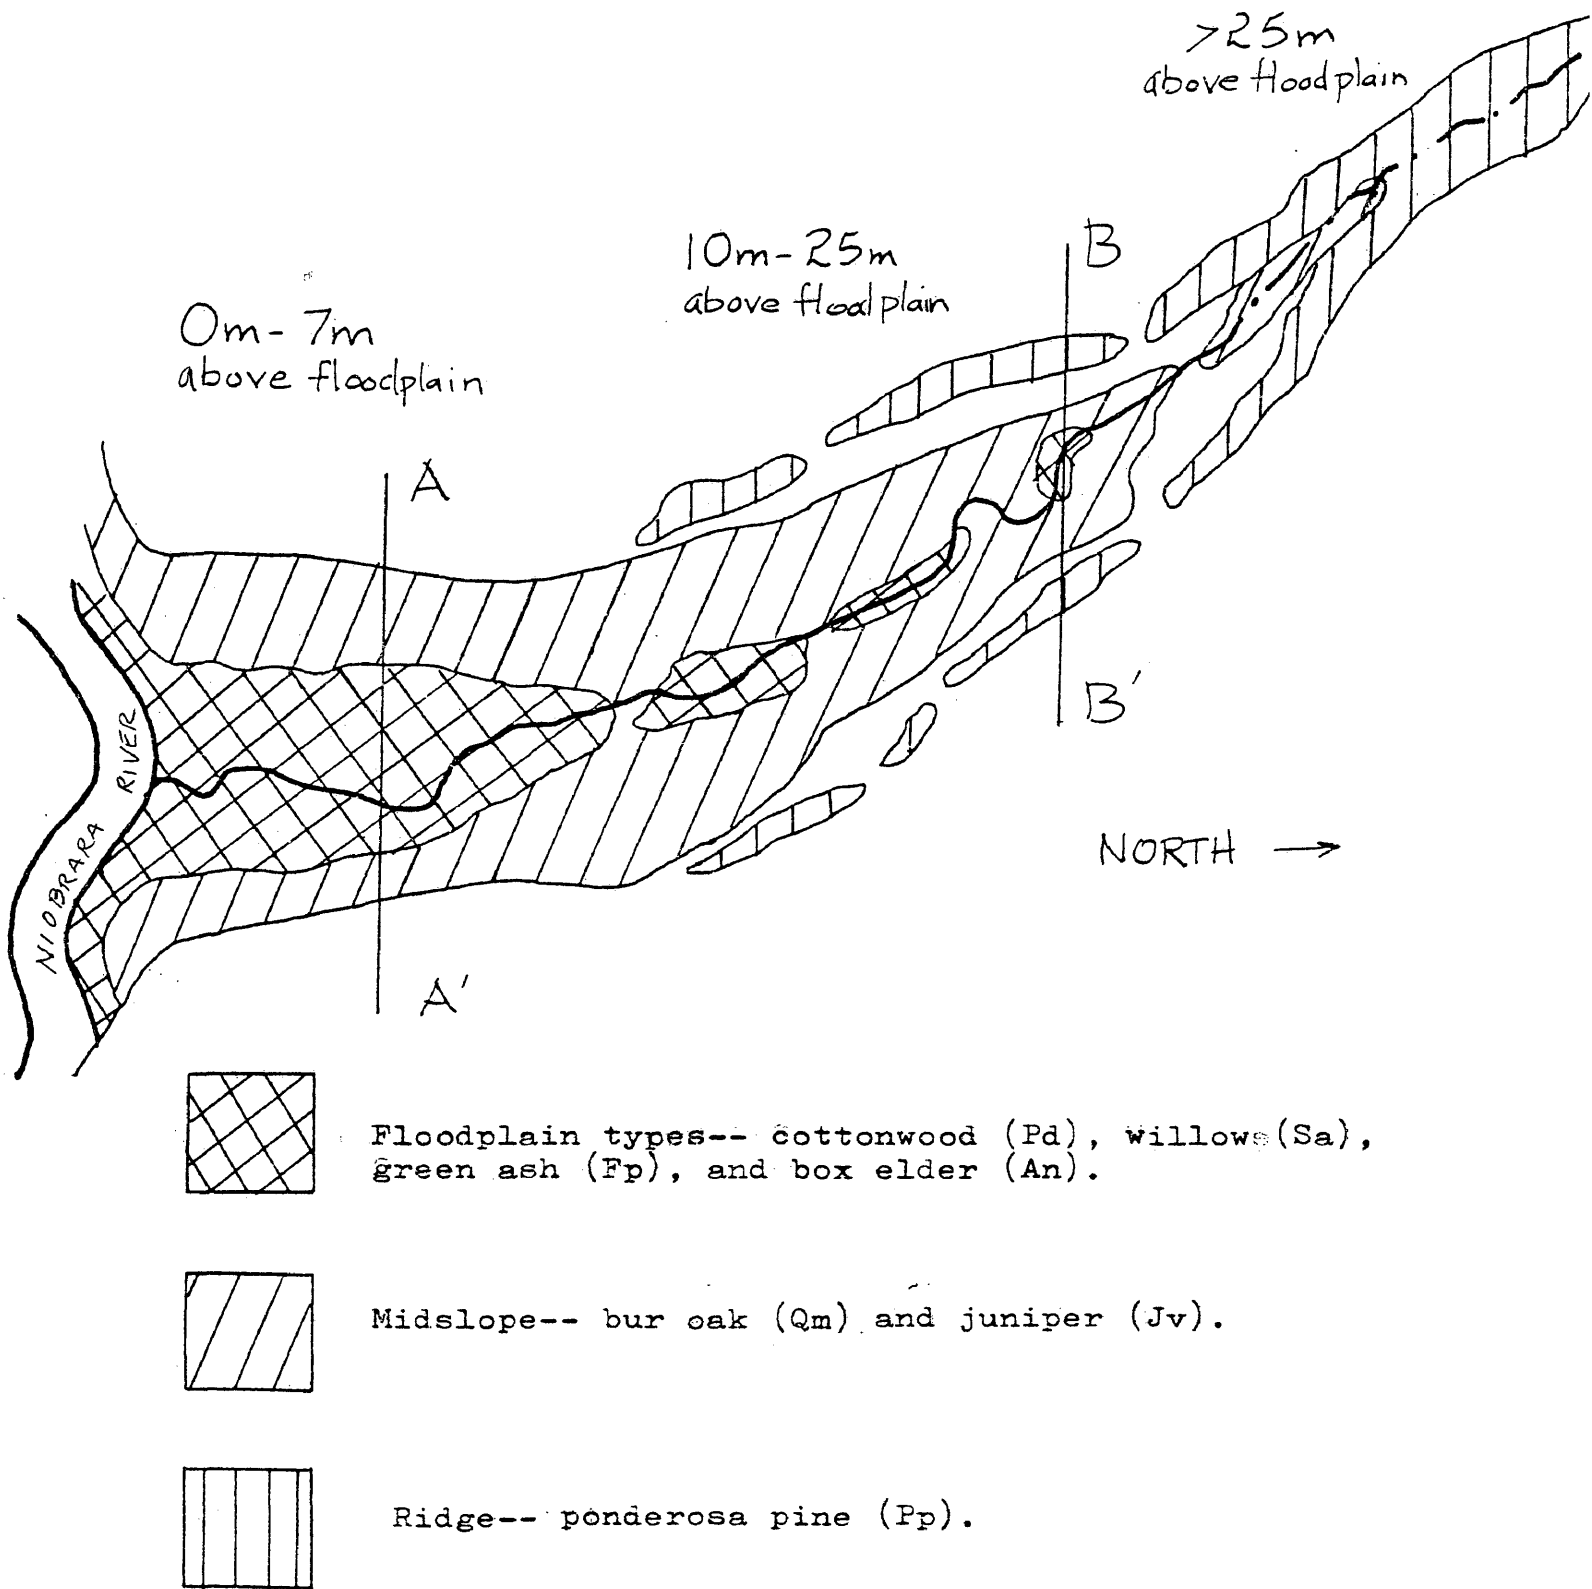 >25m
above floodplain
10m-25m
above floodplain
B
0m-7m
above floodplain
A
B'
NIOBRARA RIVER
NORTH
A'
Floodplain types-- cottonwood (Pd), willows(Sa),
green ash (Fp), and box elder (An).
Midslope-- bur oak (Qm) and juniper (Jv).
Ridge-- ponderosa pine (Pp).